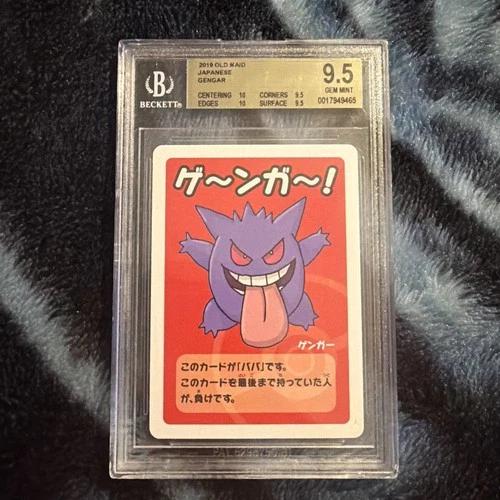 2019 OLD MAID
JAPANESE
GENGAR
9.5
GEM MINT
CENTERING 10 CORNERS 9.5
EDGES 10 SURFACE 9.5
0017949465
B
BECKETT®
ゲ〜ンガ〜!
ゲンガー
このカードが「ババ」です。
このカードを最後まで持っていた人
が、負けです。